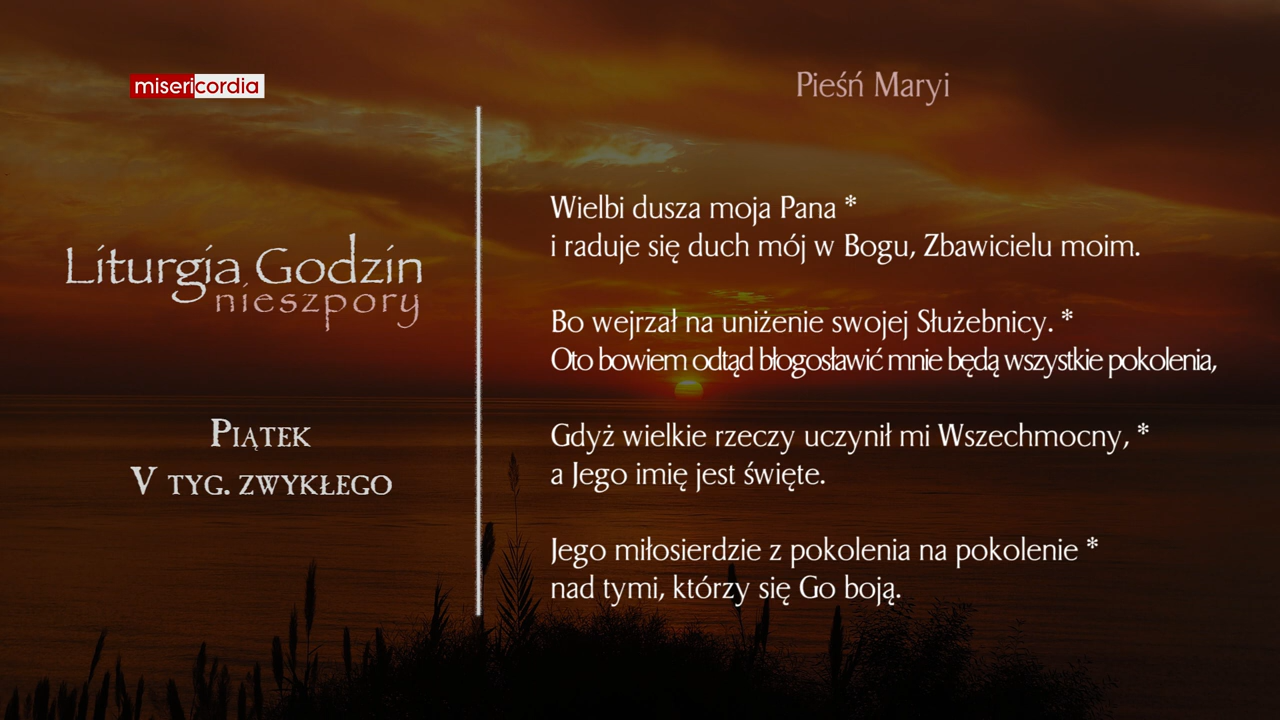 misericordia
Liturgia Godzin
nieszpory
Piątek
V tyg. zwykłego
Pieśń Maryi
Wielbi dusza moja Pana *
i raduje się duch mój w Bogu, Zbawicielu moim.
Bo wejrzał na uniżenie swojej Służebnicy. *
Oto bowiem odtąd błogosławić mnie będą wszystkie pokolenia,
Gdyż wielkie rzeczy uczynił mi Wszechmocny, *
a Jego imię jest święte.
Jego miłosierdzie z pokolenia na pokolenie *
nad tymi, którzy się Go boją.